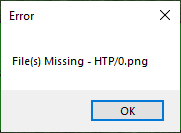 Error
File(s) Missing - HTP/0.png
OK